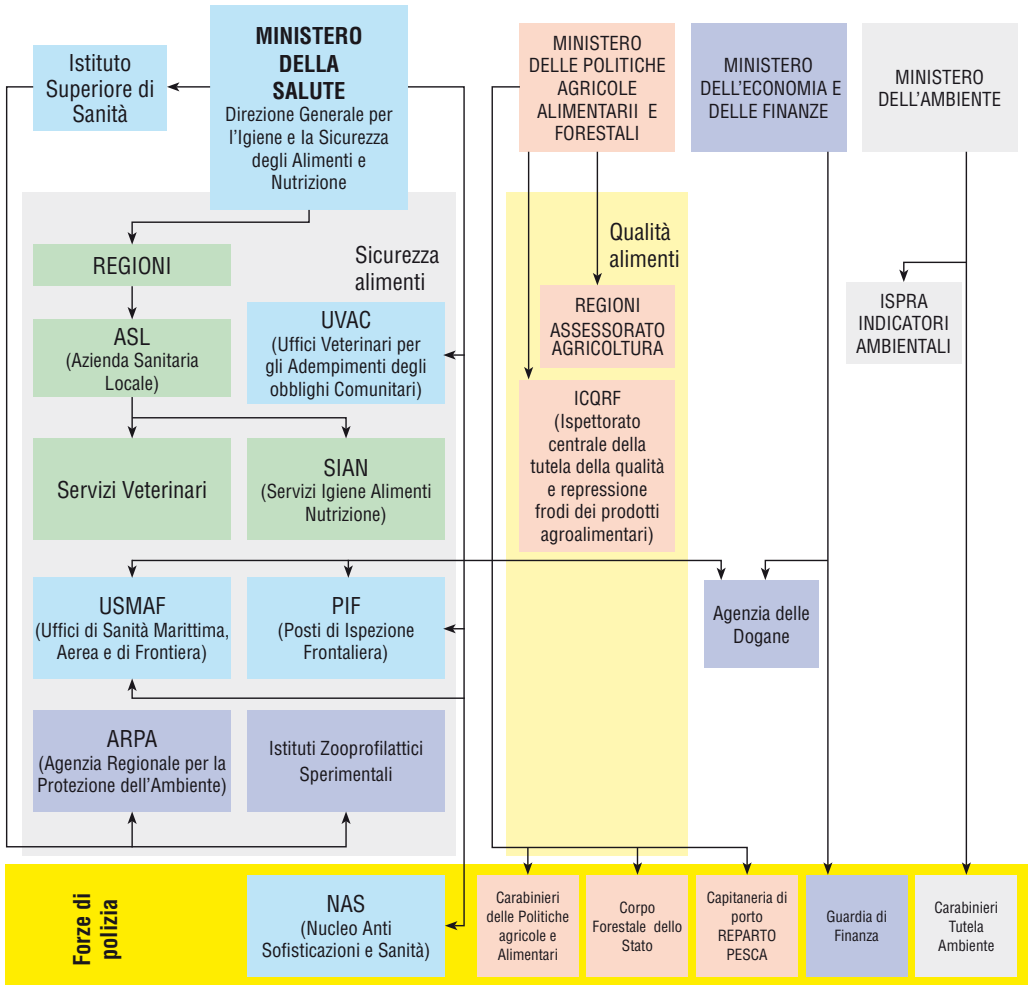 Istituto
Superiore di
Sanità
MINISTERO
DELLA
SALUTE
Direzione Generale per
l'Igiene e la Sicurezza
degli Alimenti e
Nutrizione
MINISTERO
DELLE POLITICHE
AGRICOLE
ALIMENTARII E
FORESTALI
MINISTERO
DELL'ECONOMIA E
DELLE FINANZE
MINISTERO
DELL'AMBIENTE
Sicurezza
alimenti
Qualità
alimenti
REGIONI
ASL
(Azienda Sanitaria
Locale)
UVAC
(Uffici Veterinari per
gli Adempimenti degli
obblighi Comunitari)
REGIONI
ASSESSORATO
AGRICOLTURA
ISPRA
INDICATORI
AMBIENTALI
Servizi Veterinari
SIAN
(Servizi Igiene Alimenti
Nutrizione)
ICQRF
(Ispettorato
centrale della
tutela della qualità
e repressione
frodi dei prodotti
agroalimentari)
USMAF
(Uffici di Sanità Marittima,
Aerea e di Frontiera)
PIF
(Posti di Ispezione
Frontaliera)
Agenzia delle
Dogane
ARPA
(Agenzia Regionale per la
Protezione dell'Ambiente)
Istituti Zooprofilattici
Sperimentali
Forze di
polizia
NAS
(Nucleo Anti
Sofisticazioni e Sanità)
Carabinieri
delle Politiche
agricole e
Alimentari
Corpo
Forestale dello
Stato
Capitaneria di
porto
REPARTO
PESCA
Guardia di
Finanza
Carabinieri
Tutela
Ambiente